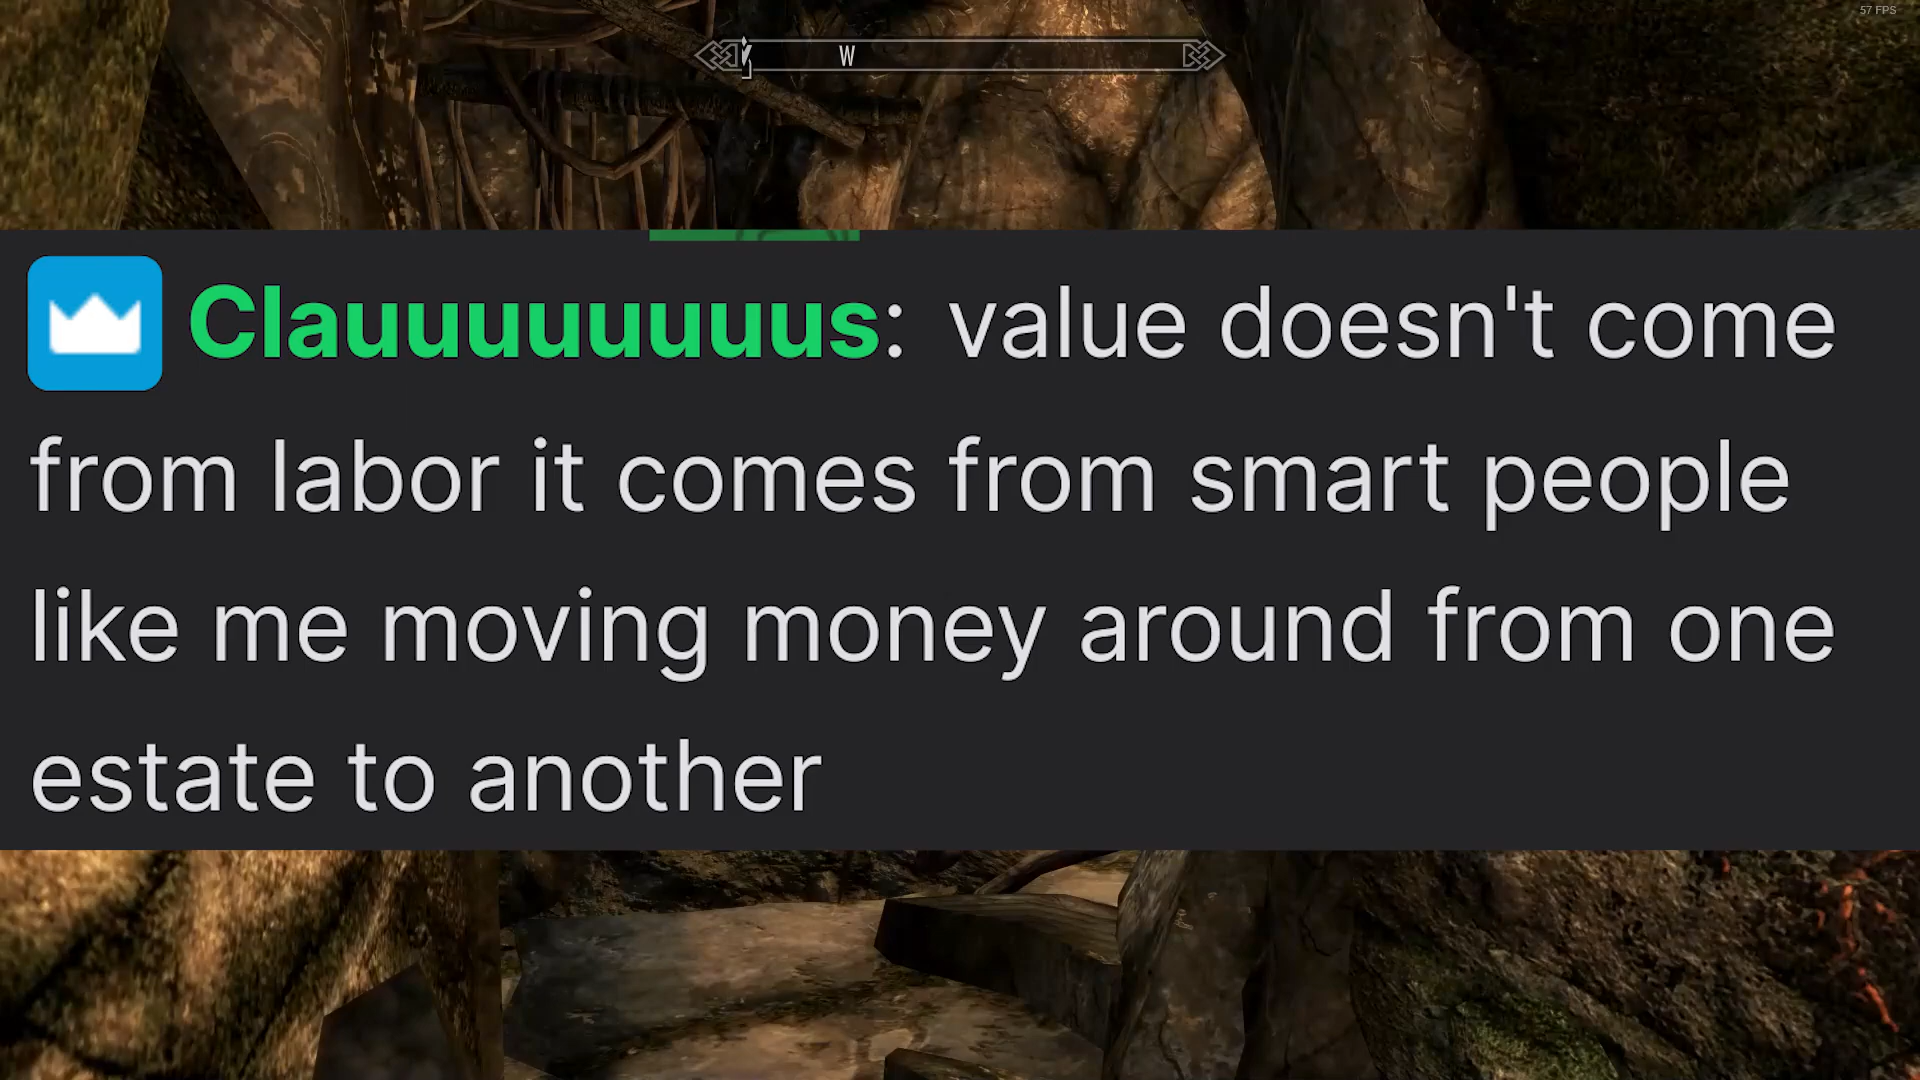 57 FPS
W
Clauuuuuuuuus: value doesn't come
from labor it comes from smart people
like me moving money around from one
estate to another